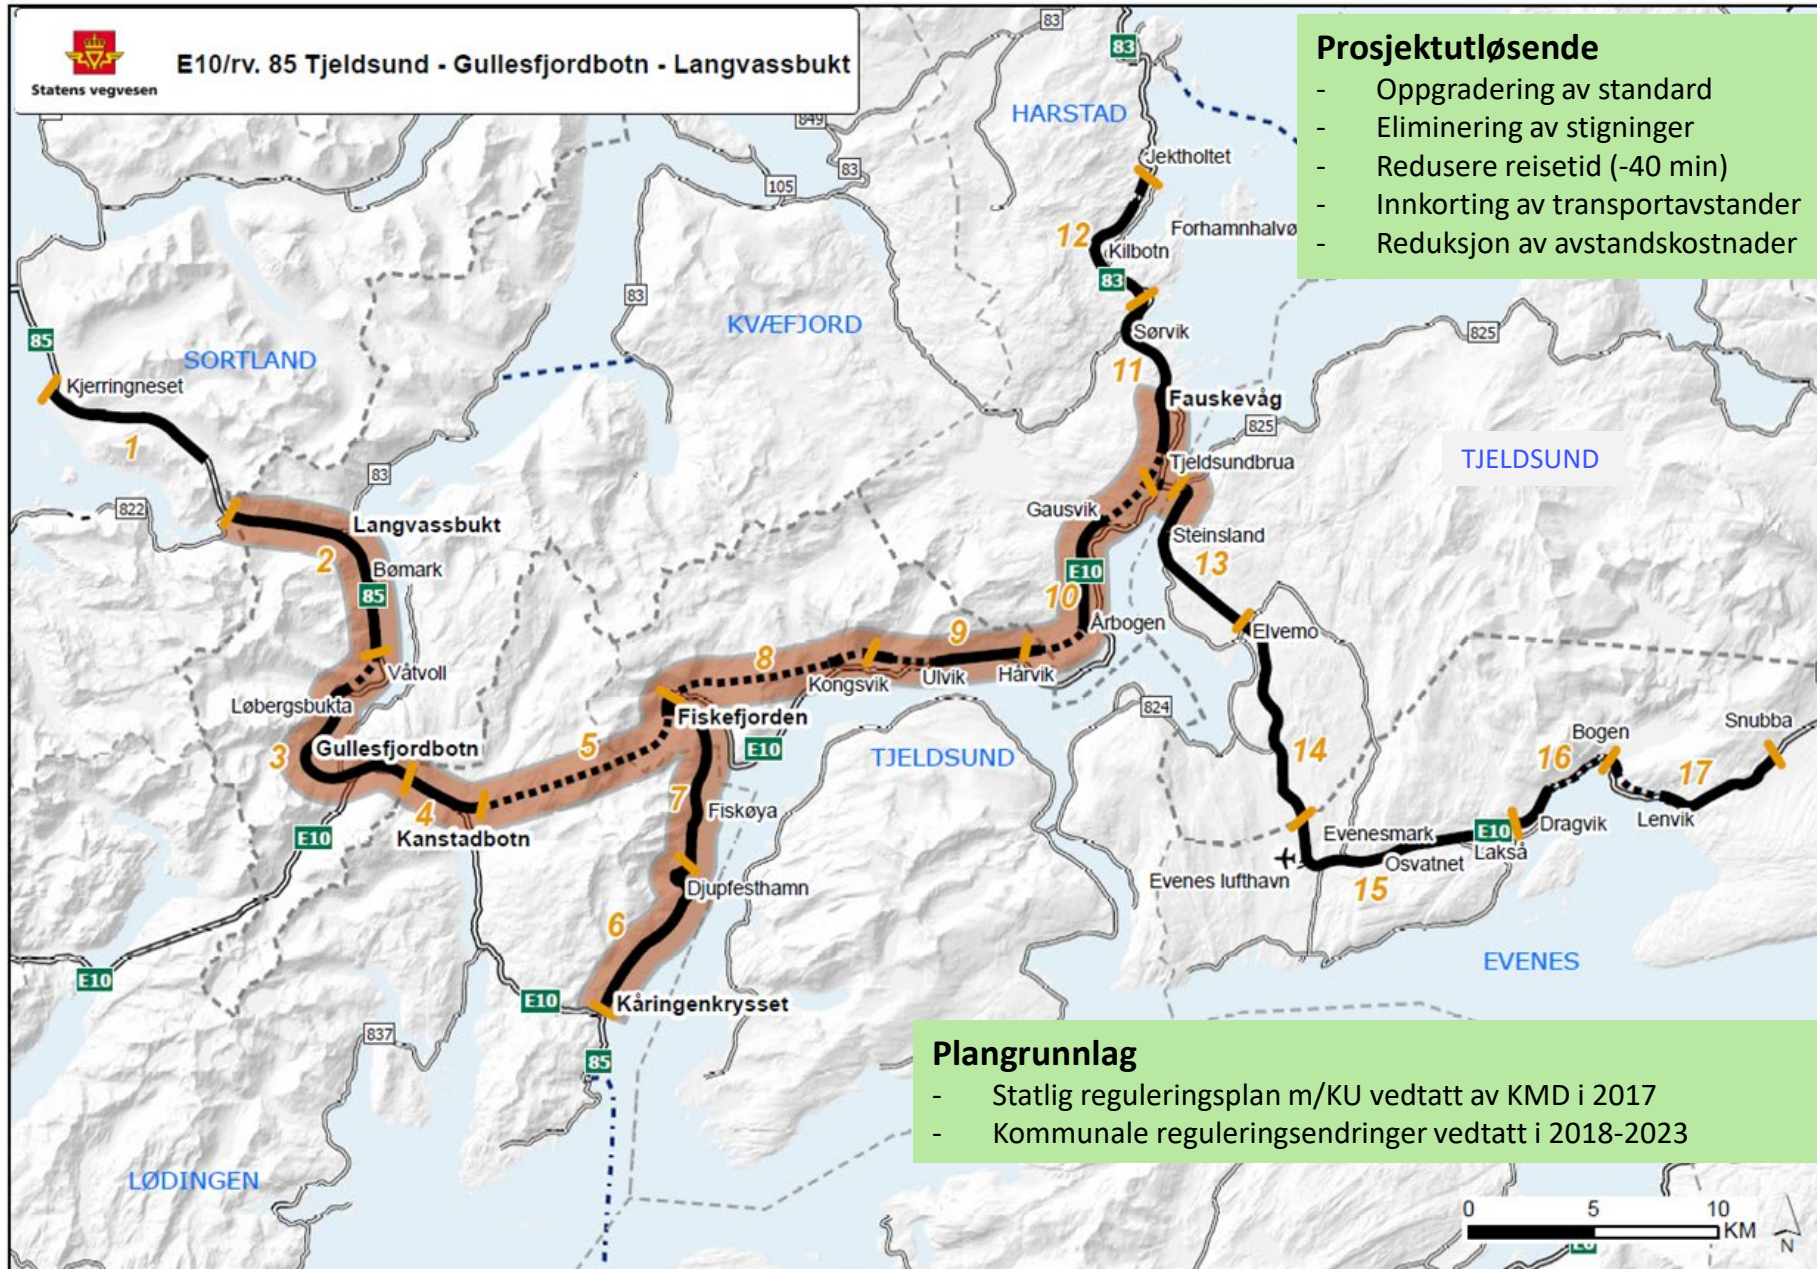 Statens vegvesen
E10/rv. 85 Tjeldsund - Gullesfjordbotn - Langvassbukt
Prosjektutløsende
- Oppgradering av standard
- Eliminering av stigninger
- Redusere reisetid (-40 min)
- Innkorting av transportavstander
- Reduksjon av avstandskostnader
83
83
HARSTAD
849
83
Jektholtet
105
12
Forhamnhalvø
Kilbotn
83
83
KVÆFJORD
Sørvik
825
85
SORTLAND
Kjerringneset
11
Fauskevåg
1
825
TJELDSUND
83
Tjeldsundbrua
822
Langvassbukt
Gausvik
Steinsland
2
Bømark
13
85
E10
10
Årbogen
Elvemo
9
8
Våtvoll
Kongsvik
Ulvik
Hårvik
Løbergsbukta
824
Fiskefjorden
Snubba
Bogen
5
3
Gullesfjordbotn
E10
TJELDSUND
14
16
17
4
7
Fiskøya
Kanstadbotn
E10
Evenesmark
E10
Dragvik
Lenvik
Lakså
Osvatnet
Evenes lufthavn
15
Djupfesthamn
6
EVENES
E10
E10
Kåringenkrysset
837
85
Plangrunnlag
- Statlig reguleringsplan m/KU vedtatt av KMD i 2017
- Kommunale reguleringsendringer vedtatt i 2018-2023
LØDINGEN
0 5 10
KM
N